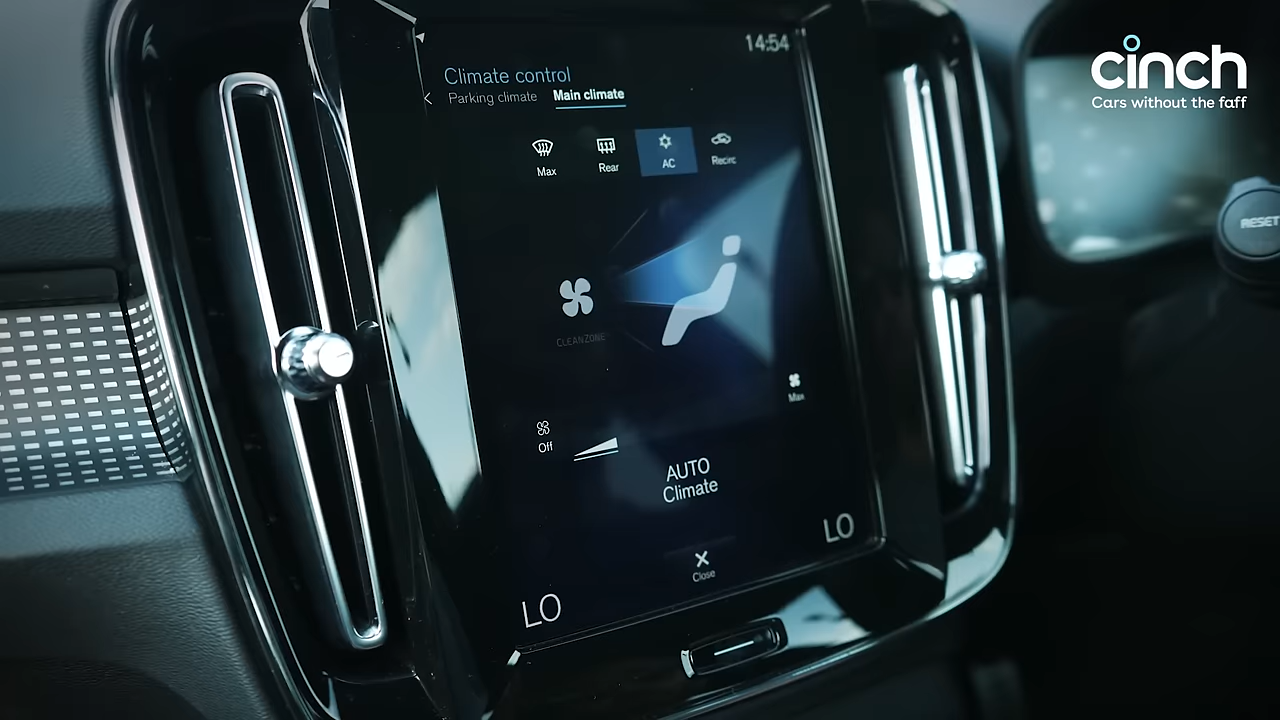 cinch
Cars without the faff
14:54
Climate control
Parking climate Main climate
Max Rear AC Recirc
CLEANZONE
Max
Off
AUTO
Climate
LO
Close
LO
RESET